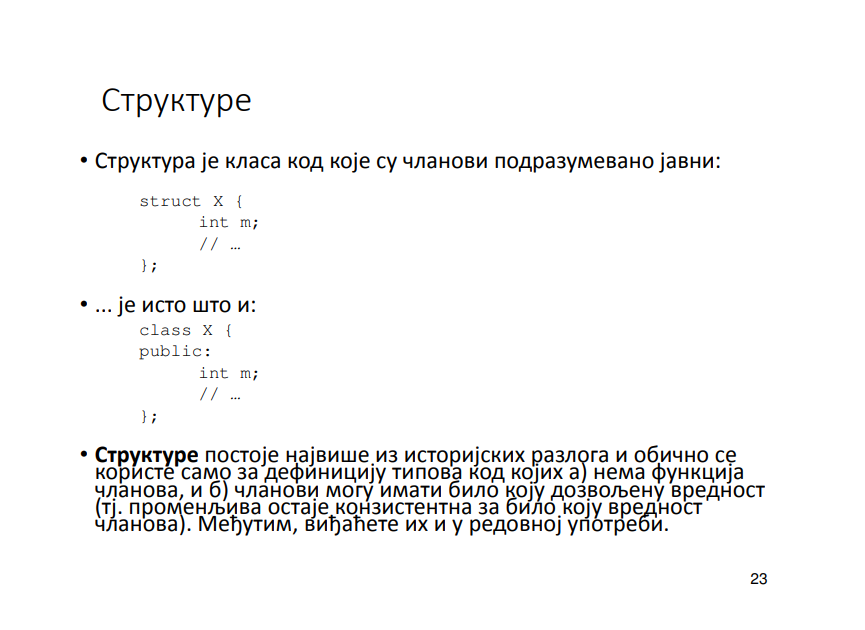 Структуре
• Структура је класа код које су чланови подразумевано јавни:
struct X {
int m;
// …
};
• ... је исто што и:
class X {
public:
int m;
// …
};
• Структуре постоје највише из историјских разлога и обично се
користе само за дефиницију типова код којих а) нема функција
чланова, и б) чланови могу имати било коју дозвољену вредност
(тј. променљива остаје конзистентна за било коју вредност
чланова). Међутим, виђаћете их и у редовној употреби.
23